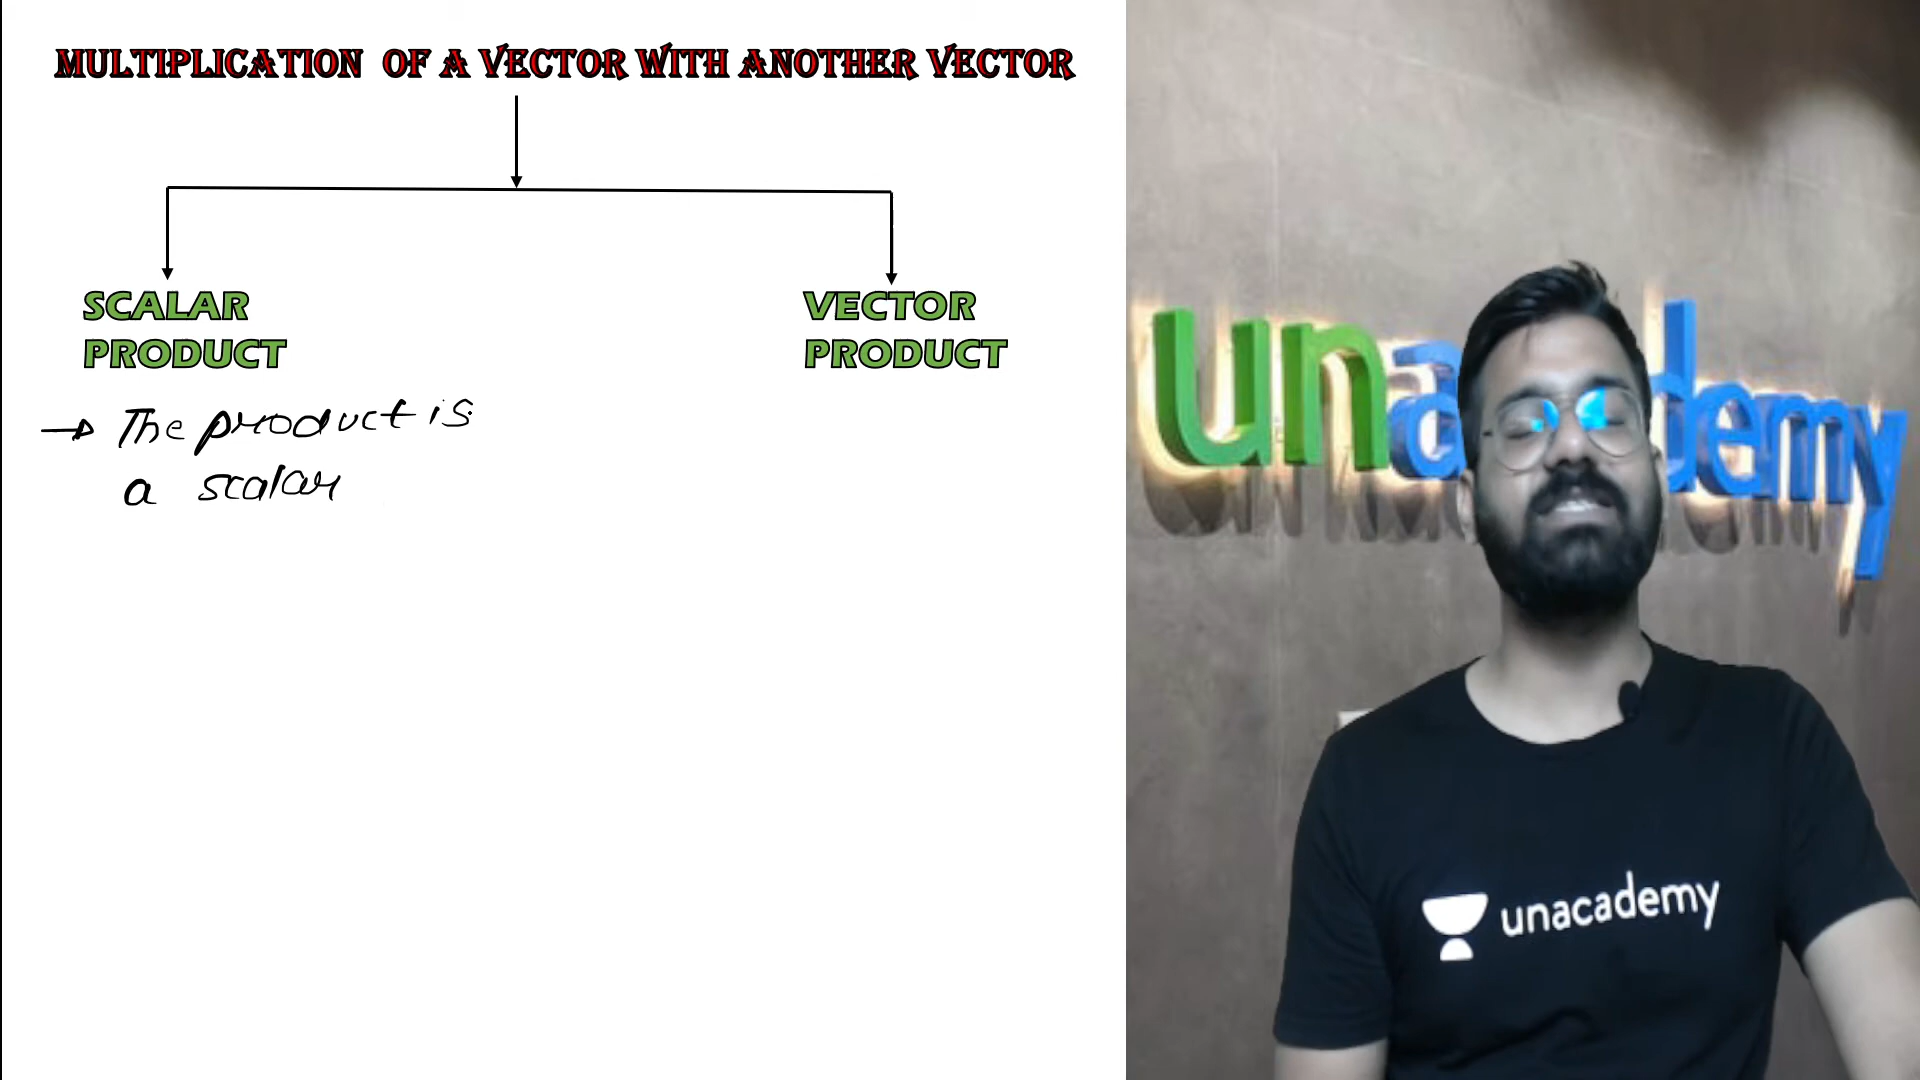 MULTIPLICATION OF A VECTOR WITH ANOTHER VECTOR
SCALAR
PRODUCT
VECTOR
PRODUCT
The product is
a scalar
unacademy
unacademy